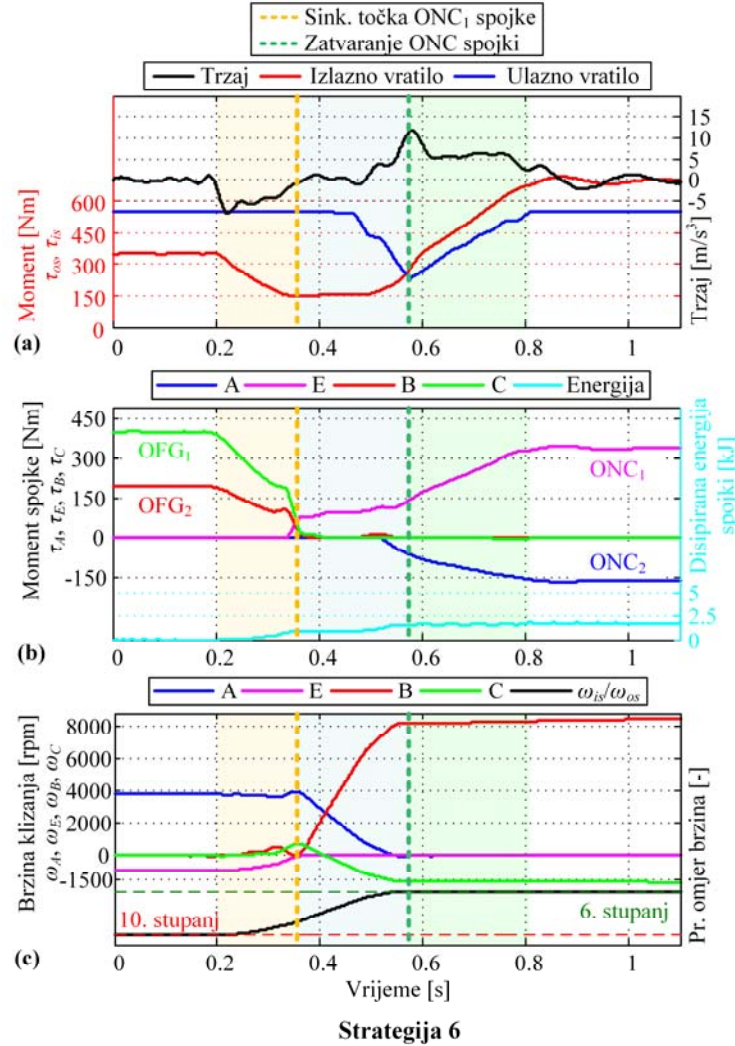 Sink. točka ONC₁ spojke
Zatvaranje ONC spojki
Trzaj Izlazno vratilo Ulazno vratilo
Moment [Nm]
τos, τis
600
450
300
150
0
15
10
5
0
-5
Trzaj [m/s³]
(a)
0 0.2 0.4 0.6 0.8 1
A E B C Energija
Moment spojke [Nm]
τA, τE, τB, τC
450
300
150
0
-150
OFG₁
OFG₂
ONC₁
ONC₂
Disipirana energija
spojki [kJ]
5
2.5
0
(b)
0 0.2 0.4 0.6 0.8 1
A E B C ωis/ωos
Brzina klizanja [rpm]
ωA, ωE, ωB, ωC
8000
6000
4000
2000
0
-1500
10. stupanj
6. stupanj
Pr. omjer brzina [-]
(c)
0 0.2 0.4 0.6 0.8 1
Vrijeme [s]
Strategija 6